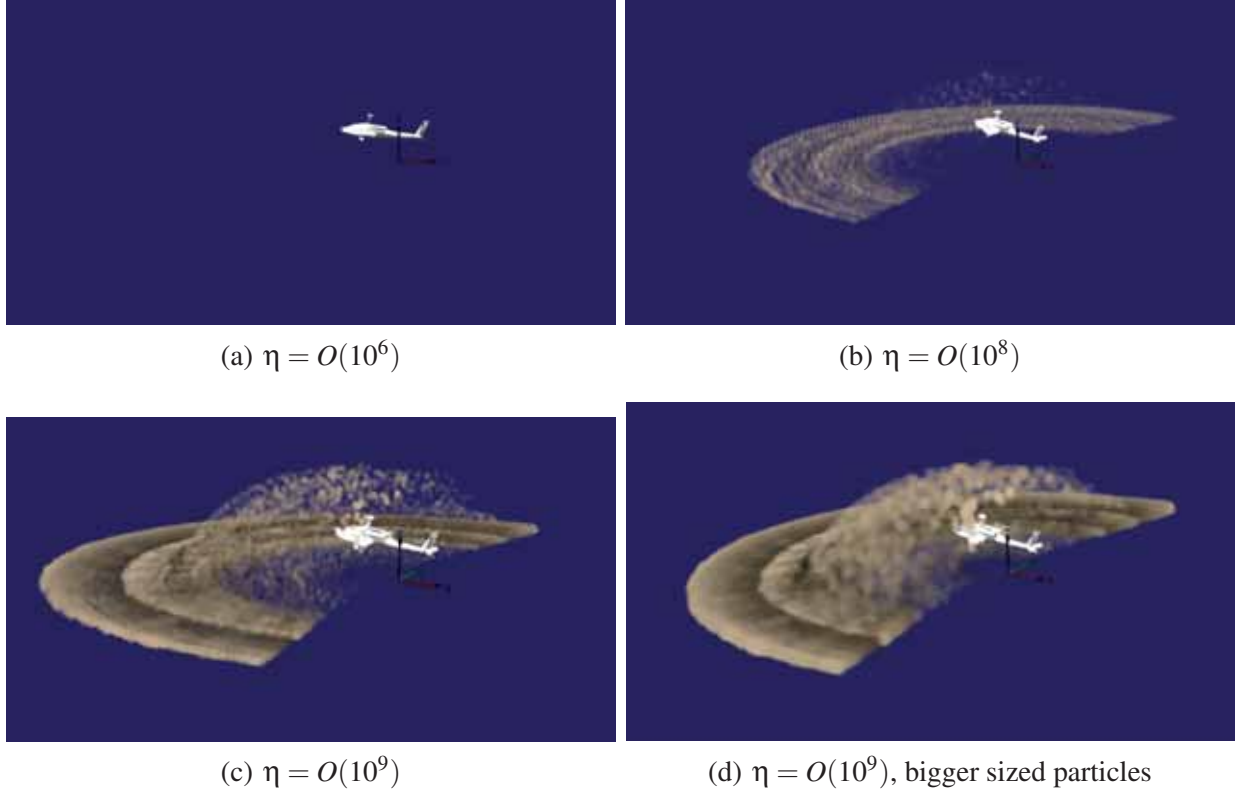 (a) η = O(10⁶)
(b) η = O(10⁸)
(c) η = O(10⁹)
(d) η = O(10⁹), bigger sized particles